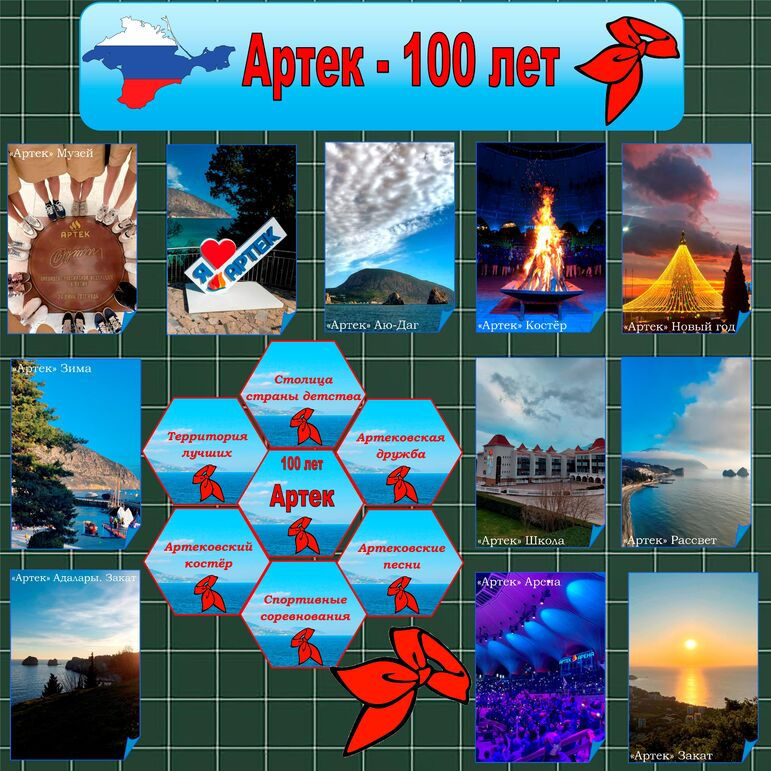 Артек - 100 лет
«Артек» Музей
АРТЕК
Я АРТЕК
«Артек» Аю-Даг
«Артек» Костёр
«Артек» Новый год
«Артек» Зима
Столица
страны детства
Территория
лучших
Артековская
дружба
100 лет
Артек
Артековский
костёр
Артековские
песни
Спортивные
соревнования
«Артек» Школа
«Артек» Рассвет
«Артек» Адалары. Закат
«Артек» Арена
АРТЕК АРЕНА
«Артек» Закат